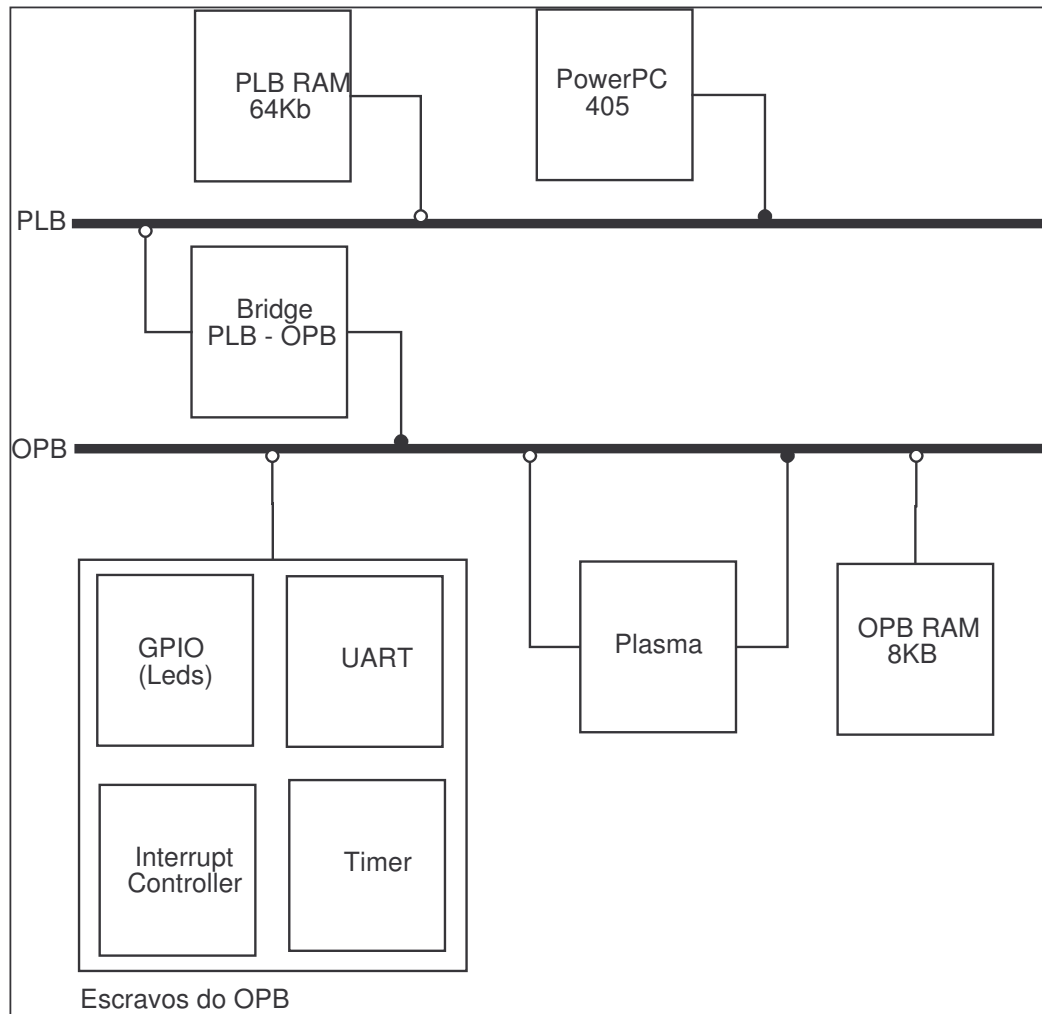 PLB RAM
64Kb
PowerPC
405
PLB
Bridge
PLB - OPB
OPB
GPIO
(Leds)
UART
Plasma
OPB RAM
8KB
Interrupt
Controller
Timer
Escravos do OPB